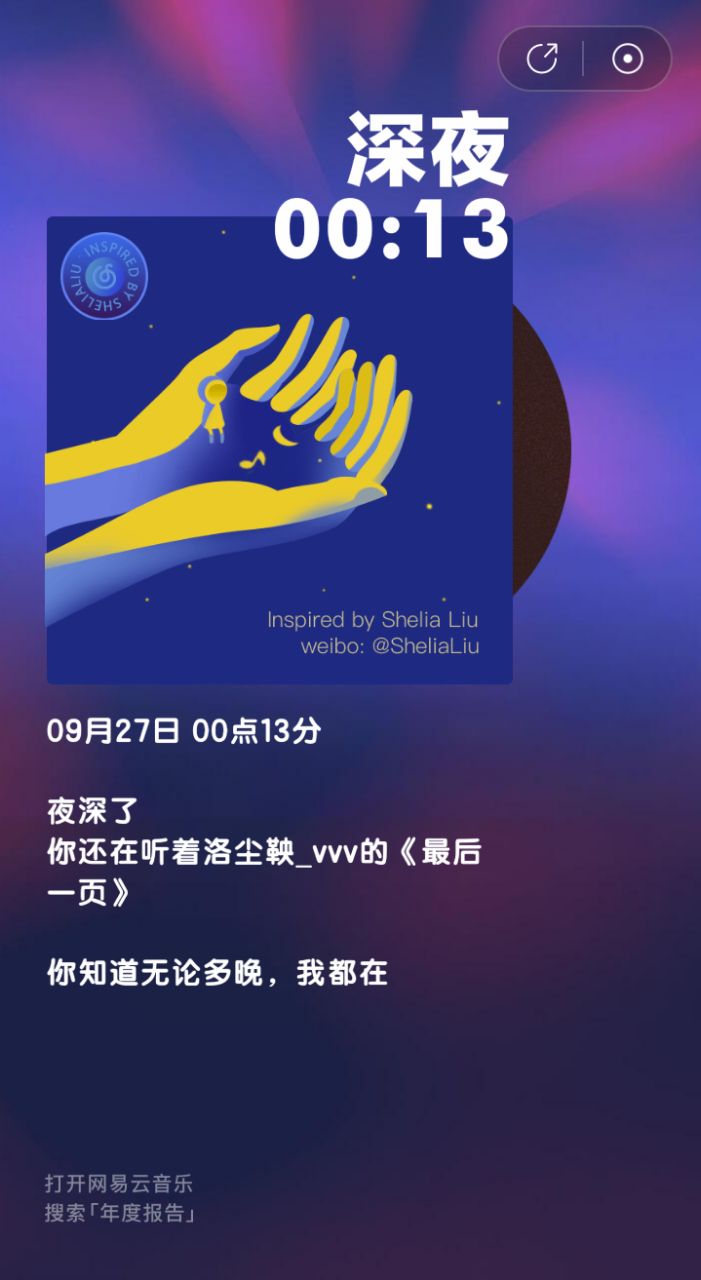 深夜
00:13
INSPIRED BY SHELIALIU
Inspired by Shelia Liu
weibo: @SheliaLiu
09月27日 00点13分
夜深了
你还在听着洛尘鞅_vvv的《最后
一页》
你知道无论多晚，我都在
打开网易云音乐
搜索「年度报告」